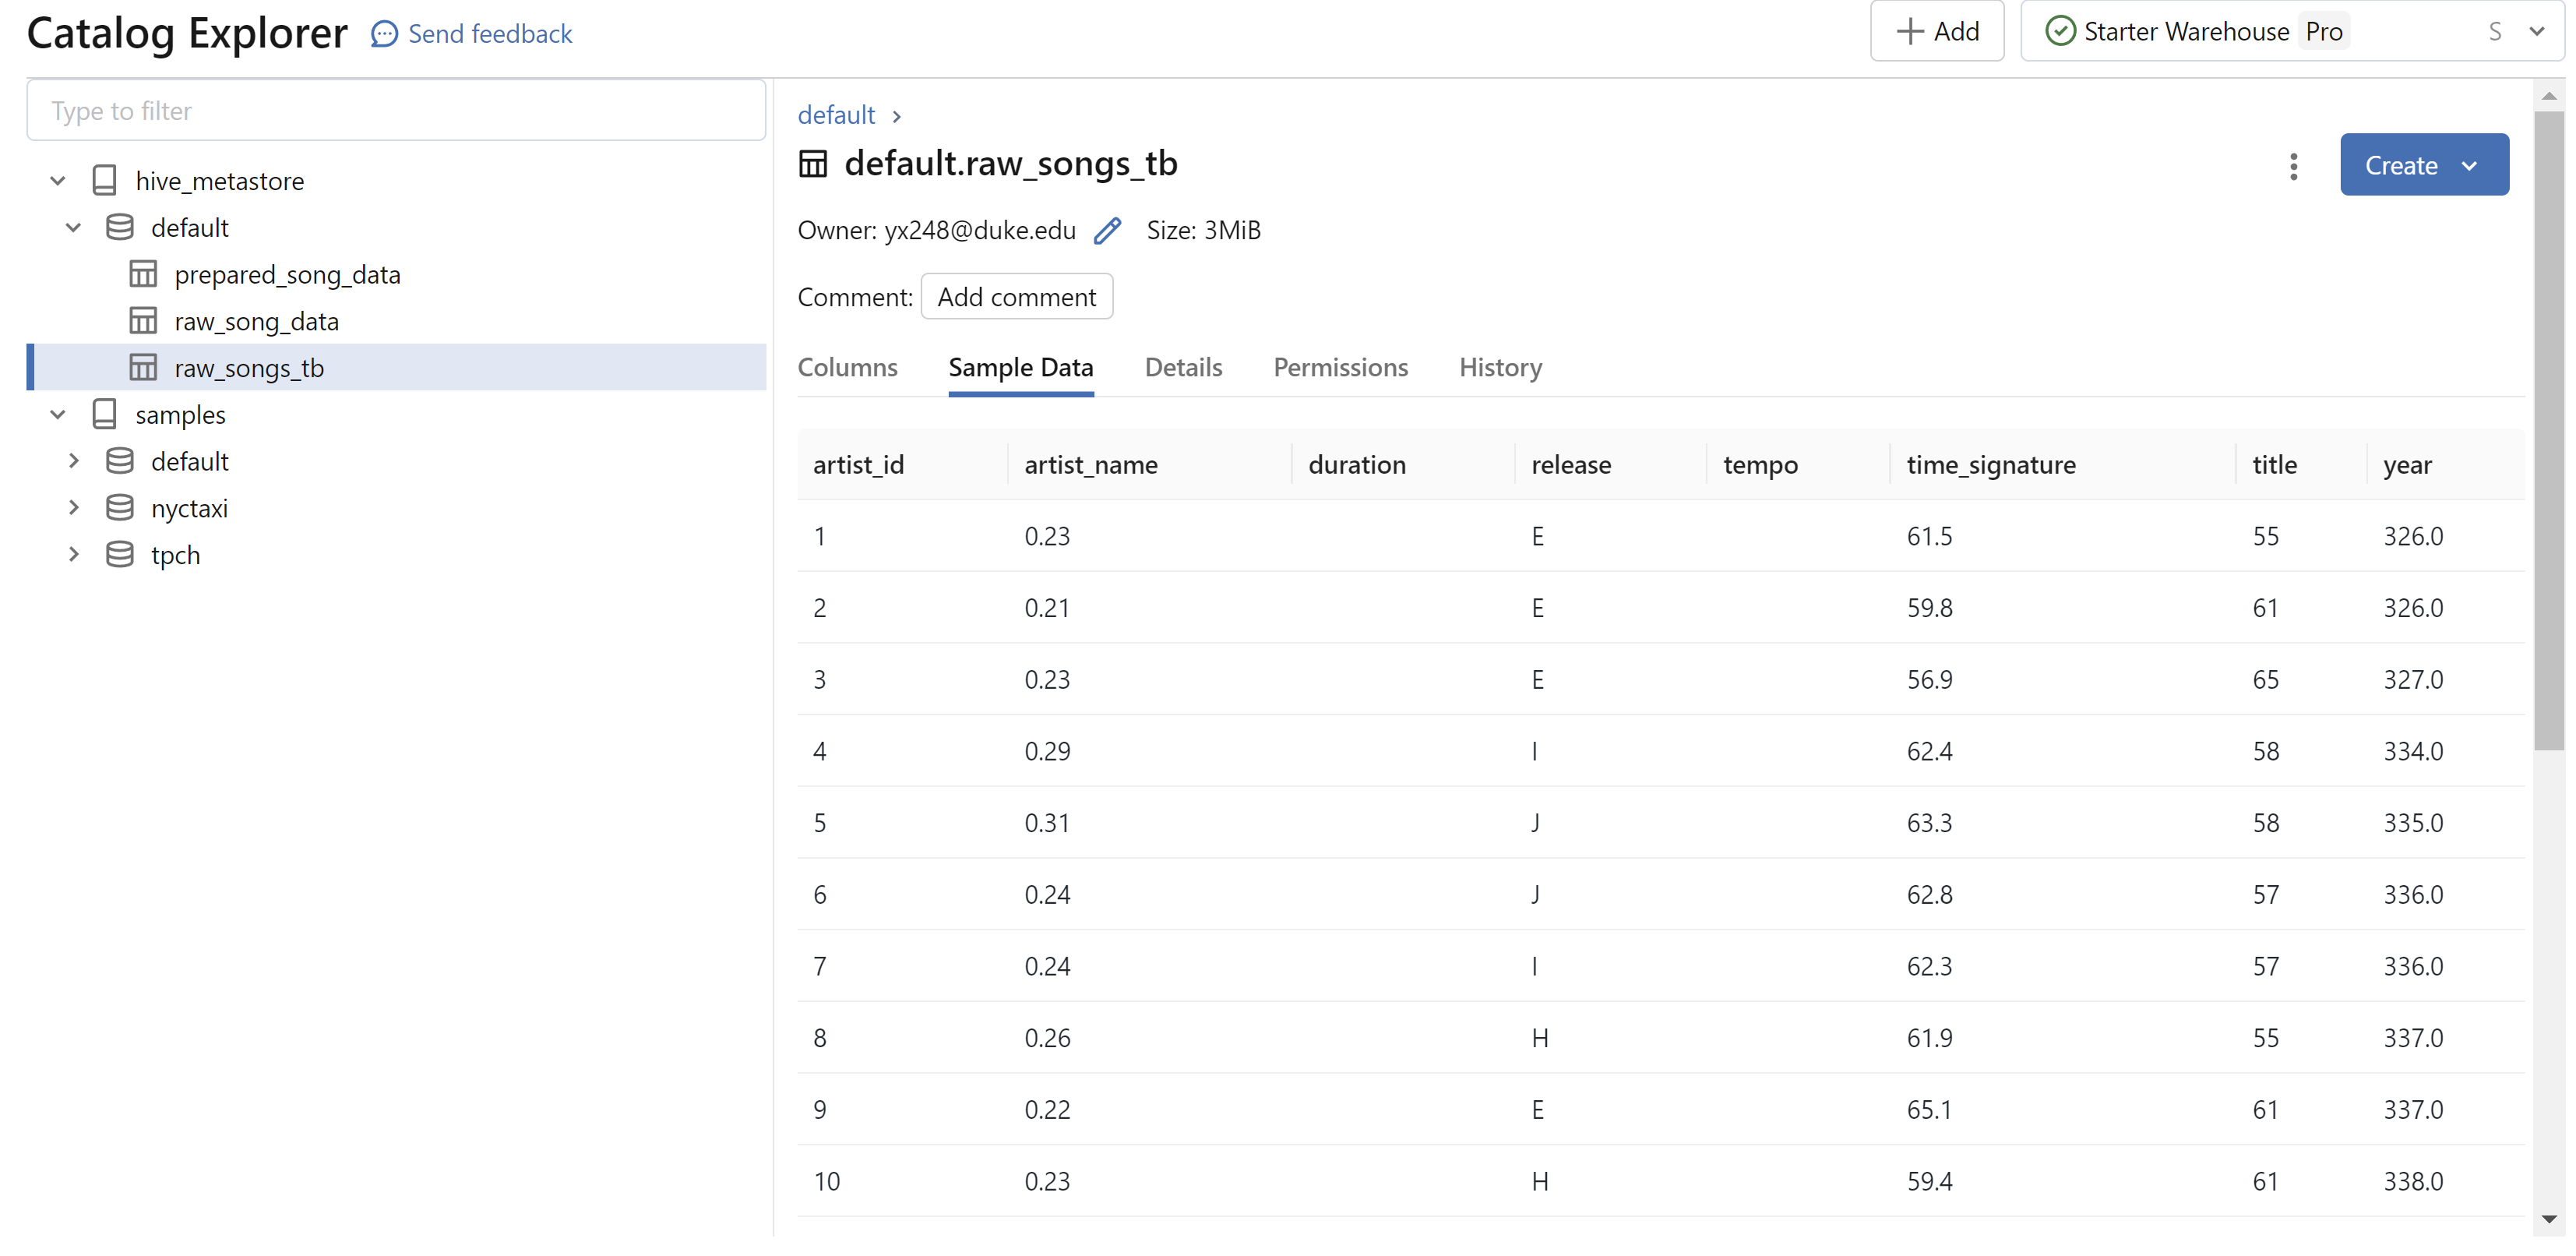 Catalog Explorer Send feedback + Add Starter Warehouse Pro S
Type to filter
hive_metastore
default
prepared_song_data
raw_song_data
raw_songs_tb
samples
default
nyctaxi
tpch
default >
default.raw_songs_tb Create
Owner: yx248@duke.edu Size: 3MiB
Comment: Add comment
Columns Sample Data Details Permissions History
artist_id artist_name duration release tempo time_signature title year
1 0.23 E 61.5 55 326.0
2 0.21 E 59.8 61 326.0
3 0.23 E 56.9 65 327.0
4 0.29 I 62.4 58 334.0
5 0.31 J 63.3 58 335.0
6 0.24 J 62.8 57 336.0
7 0.24 I 62.3 57 336.0
8 0.26 H 61.9 55 337.0
9 0.22 E 65.1 61 337.0
10 0.23 H 59.4 61 338.0